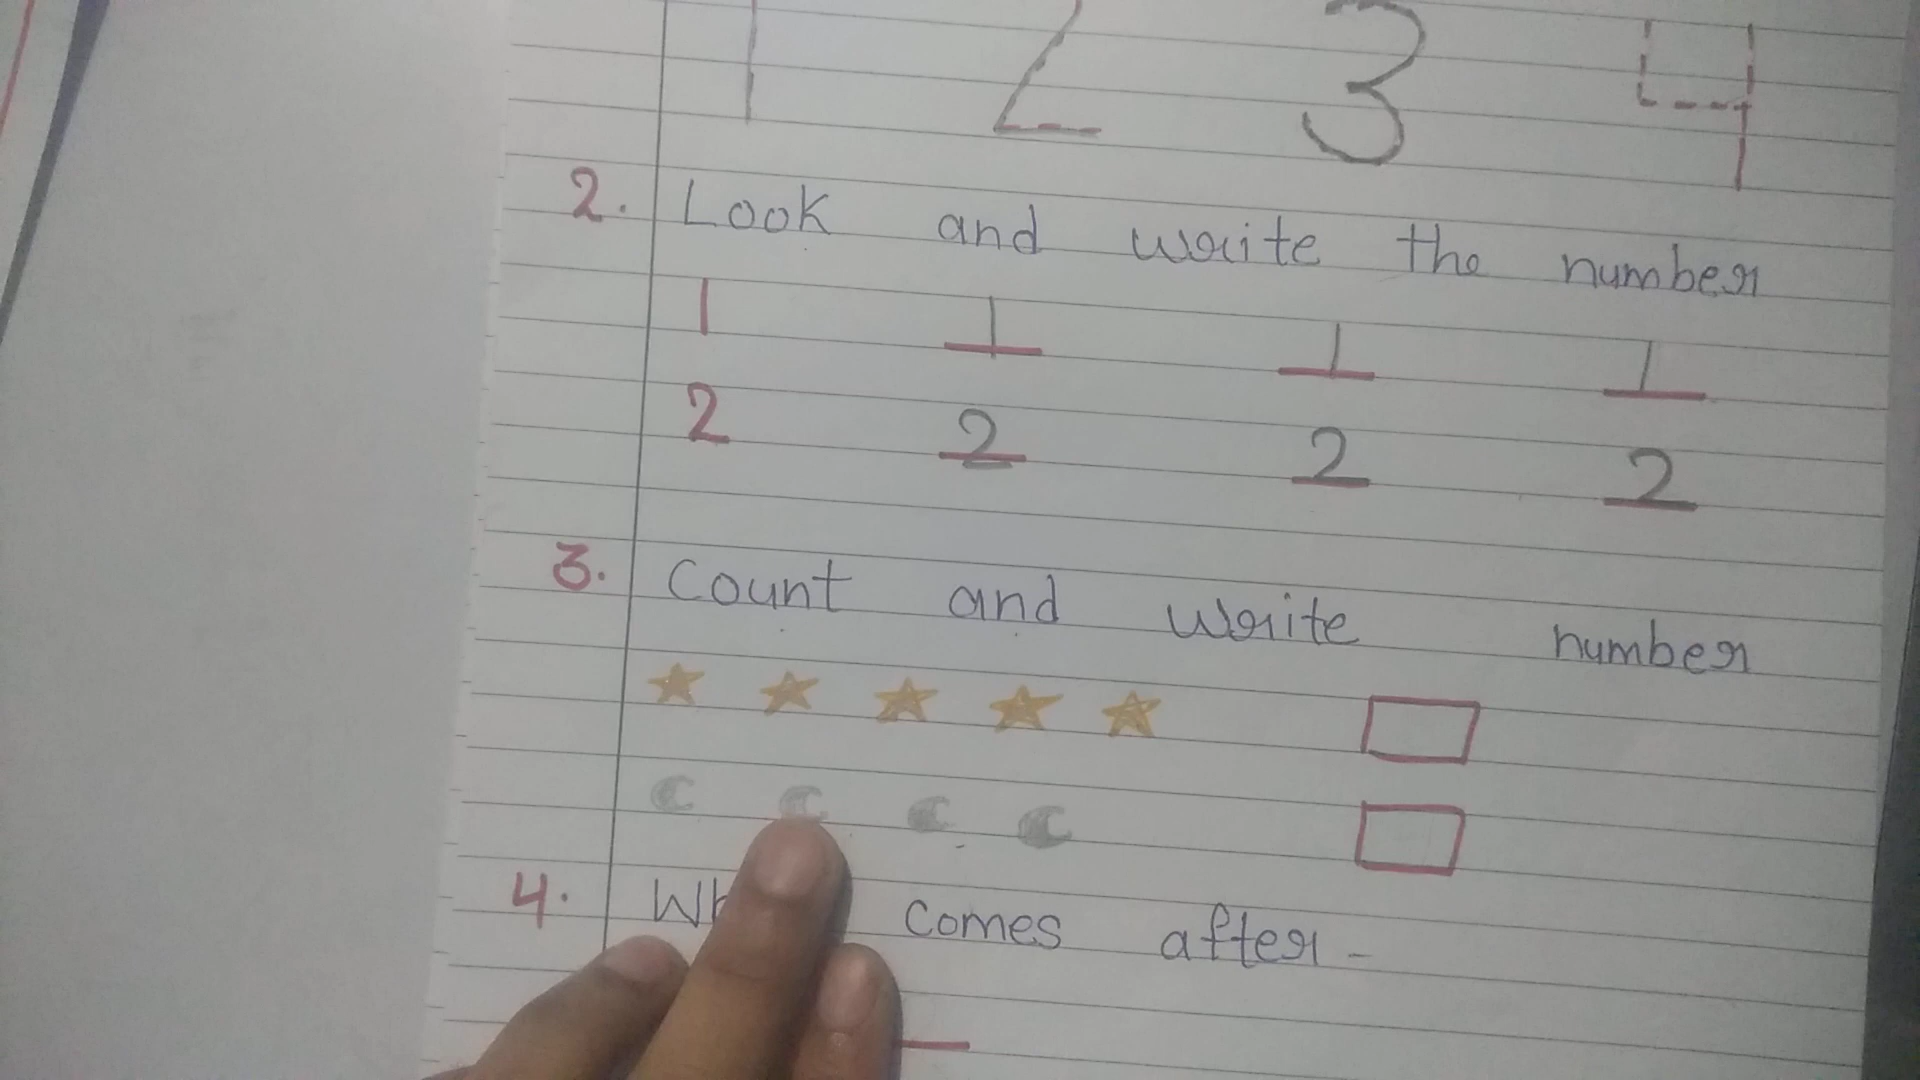 1 2 3 4
2. Look and write the number
1 1 1 1
2 2 2 2
3. Count and write number
4. comes after -